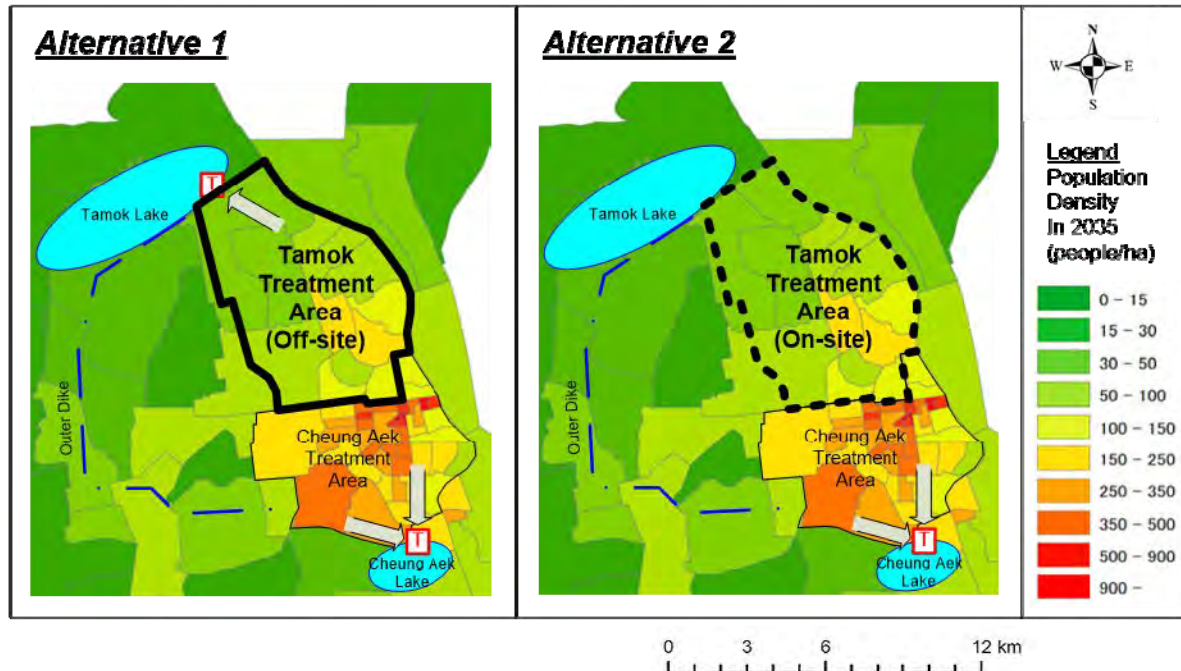 Alternative 1
Tamok Lake
T
Tamok
Treatment
Area
(Off-site)
Outer Dike
Cheung Aek
Treatment
Area
T
Cheung Aek
Lake
Alternative 2
Tamok Lake
Tamok
Treatment
Area
(On-site)
Outer Dike
Cheung Aek
Treatment
Area
T
Cheung Aek
Lake
N
W E
S
Legend
Population
Density
In 2035
(people/ha)
0 - 15
15 - 30
30 - 50
50 - 100
100 - 150
150 - 250
250 - 350
350 - 500
500 - 900
900 -
0 3 6 12 km